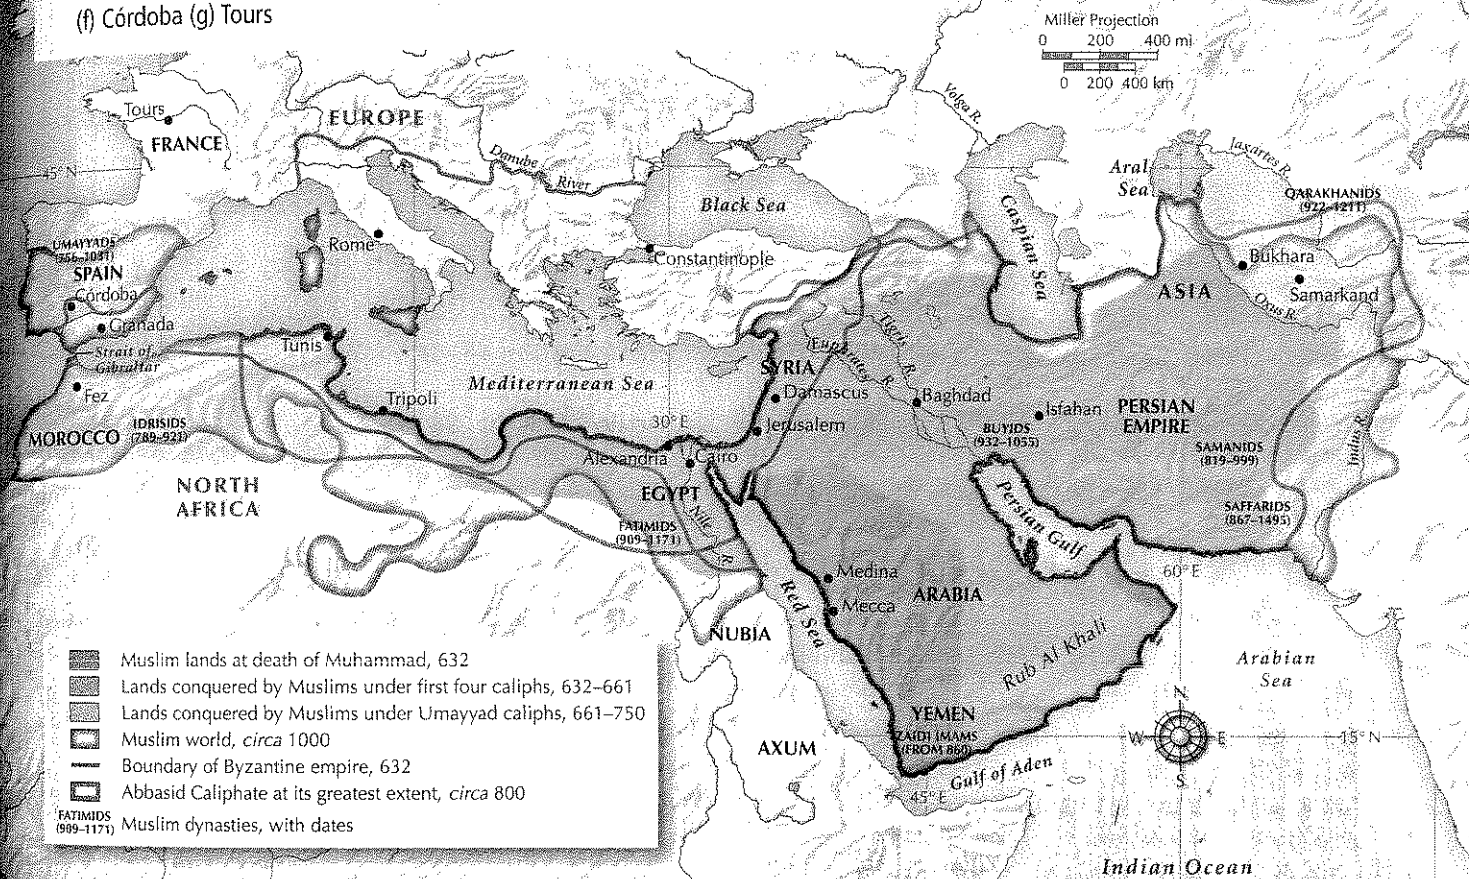 (f) Córdoba (g) Tours
Miller Projection
0 200 400 mi
0 200 400 km
Tours
FRANCE
EUROPE
Volga R.
Danube
River
45° N
Black Sea
Caspian Sea
Aral
Sea
Jaxartes R.
QARAKHANIDS
(922–1211)
UMAYYADS
(756–1031)
SPAIN
Córdoba
Granada
Rome
Constantinople
Bukhara
Samarkand
ASIA
Oxus R.
Strait of
Gibraltar
Tunis
Fez
Mediterranean Sea
Tripoli
SYRIA
Tigris R.
Euphrates R.
Damascus
Baghdad
Isfahan
PERSIAN
EMPIRE
BUYIDS
(932–1055)
SAMANIDS
(819–999)
Indus R.
MOROCCO
IDRISIDS
(789–921)
30° E
Jerusalem
Alexandria
Cairo
NORTH
AFRICA
EGYPT
Nile R.
FATIMIDS
(909–1171)
Persian Gulf
SAFFARIDS
(867–1495)
60° E
Medina
Mecca
ARABIA
Red Sea
NUBIA
Rub Al Khali
Arabian
Sea
YEMEN
ZAIDI IMAMS
(FROM 860)
AXUM
Gulf of Aden
45° E
N
W E
S
15° N
Indian Ocean
Muslim lands at death of Muhammad, 632
Lands conquered by Muslims under first four caliphs, 632–661
Lands conquered by Muslims under Umayyad caliphs, 661–750
Muslim world, circa 1000
Boundary of Byzantine empire, 632
Abbasid Caliphate at its greatest extent, circa 800
FATIMIDS
(909–1171) Muslim dynasties, with dates